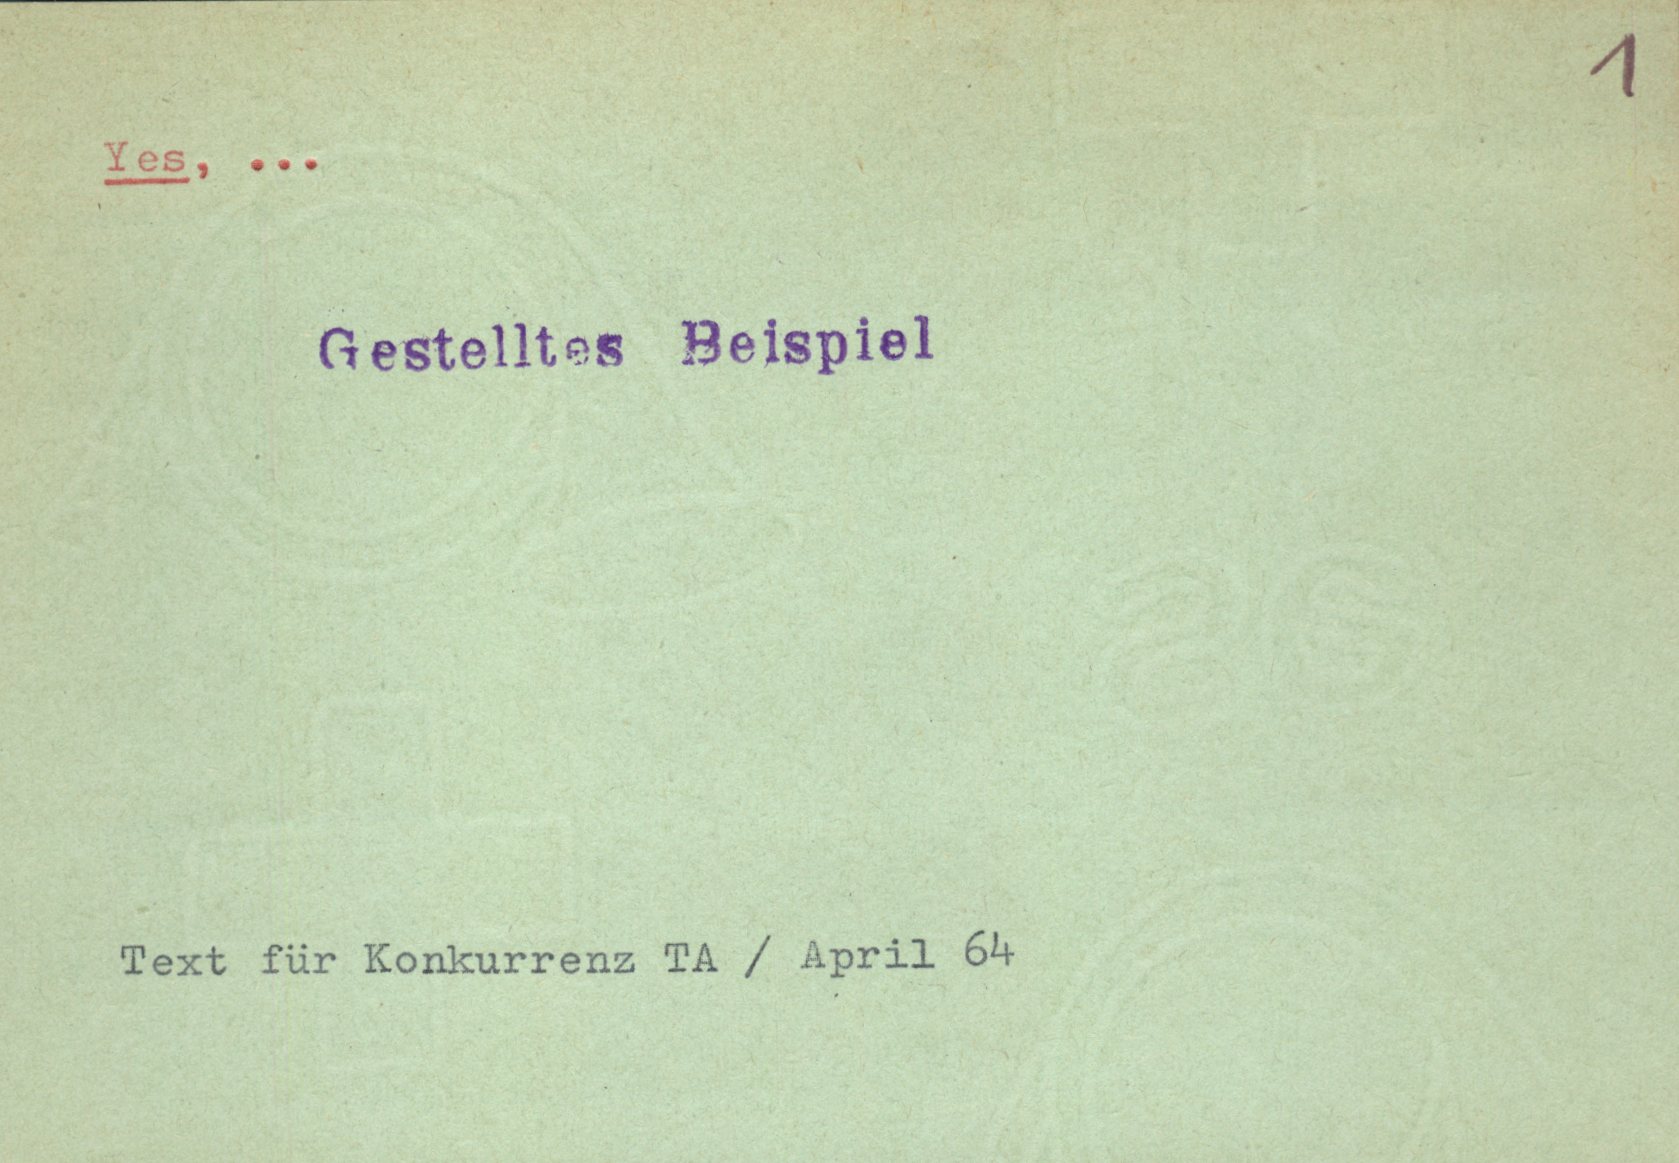 1
Yes, ...
Gestelltes Beispiel
Text für Konkurrenz TA / April 64